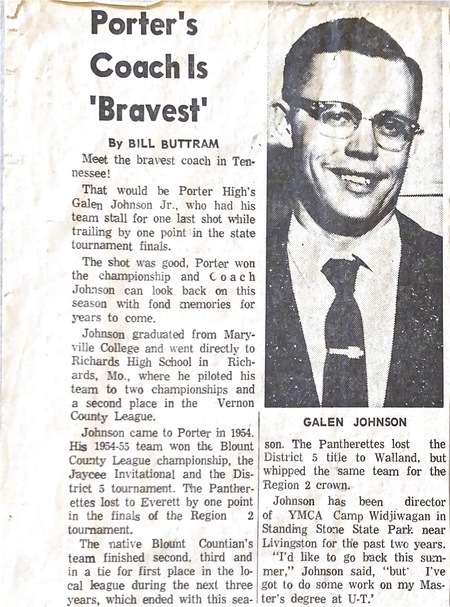 Porter's
Coach Is
'Bravest'
By BILL BUTTRAM
Meet the bravest coach in Ten-
nessee!
That would be Porter High's
Galen Johnson Jr., who had his
team stall for one last shot while
trailing by one point in the state
tournament finals.
The shot was good, Porter won
the championship and Coach
Johnson can look back on this
season with fond memories for
years to come.
Johnson graduated from Mary-
ville College and went directly to
Richards High School in Rich-
ards, Mo., where he piloted his
team to two championships and
a second place in the Vernon
County League.
Johnson came to Porter in 1954.
His 1954-55 team won the Blount
County League championship, the
Jaycee Invitational and the Dis-
trict 5 tournament. The Panther-
ettes lost to Everett by one point
in the finals of the Region 2
tournament.
The native Blount Countian's
team finished second, third and
in a tie for first place in the lo-
cal league during the next three
years, which ended with this sea-
GALEN JOHNSON
son. The Pantherettes lost the
District 5 title to Walland, but
whipped the same team for the
Region 2 crown.
Johnson has been director
of YMCA Camp Widjiwagan in
Standing Stone State Park near
Livingston for the past two years.
"I'd like to go back this sum-
mer," Johnson said, "but I've
got to do some work on my Mas-
ter's degree at U-T.'